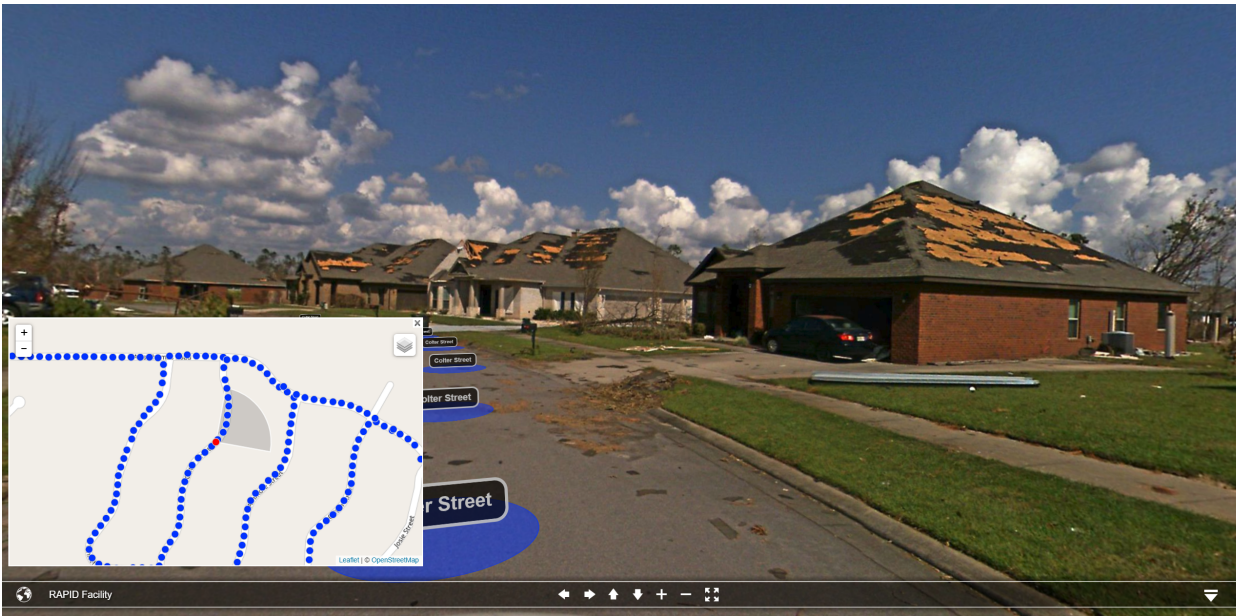 +
−
Colter Street
Colter Street
olter Street
er Street
Josie Street
Leaflet | © OpenStreetMap
RAPID Facility